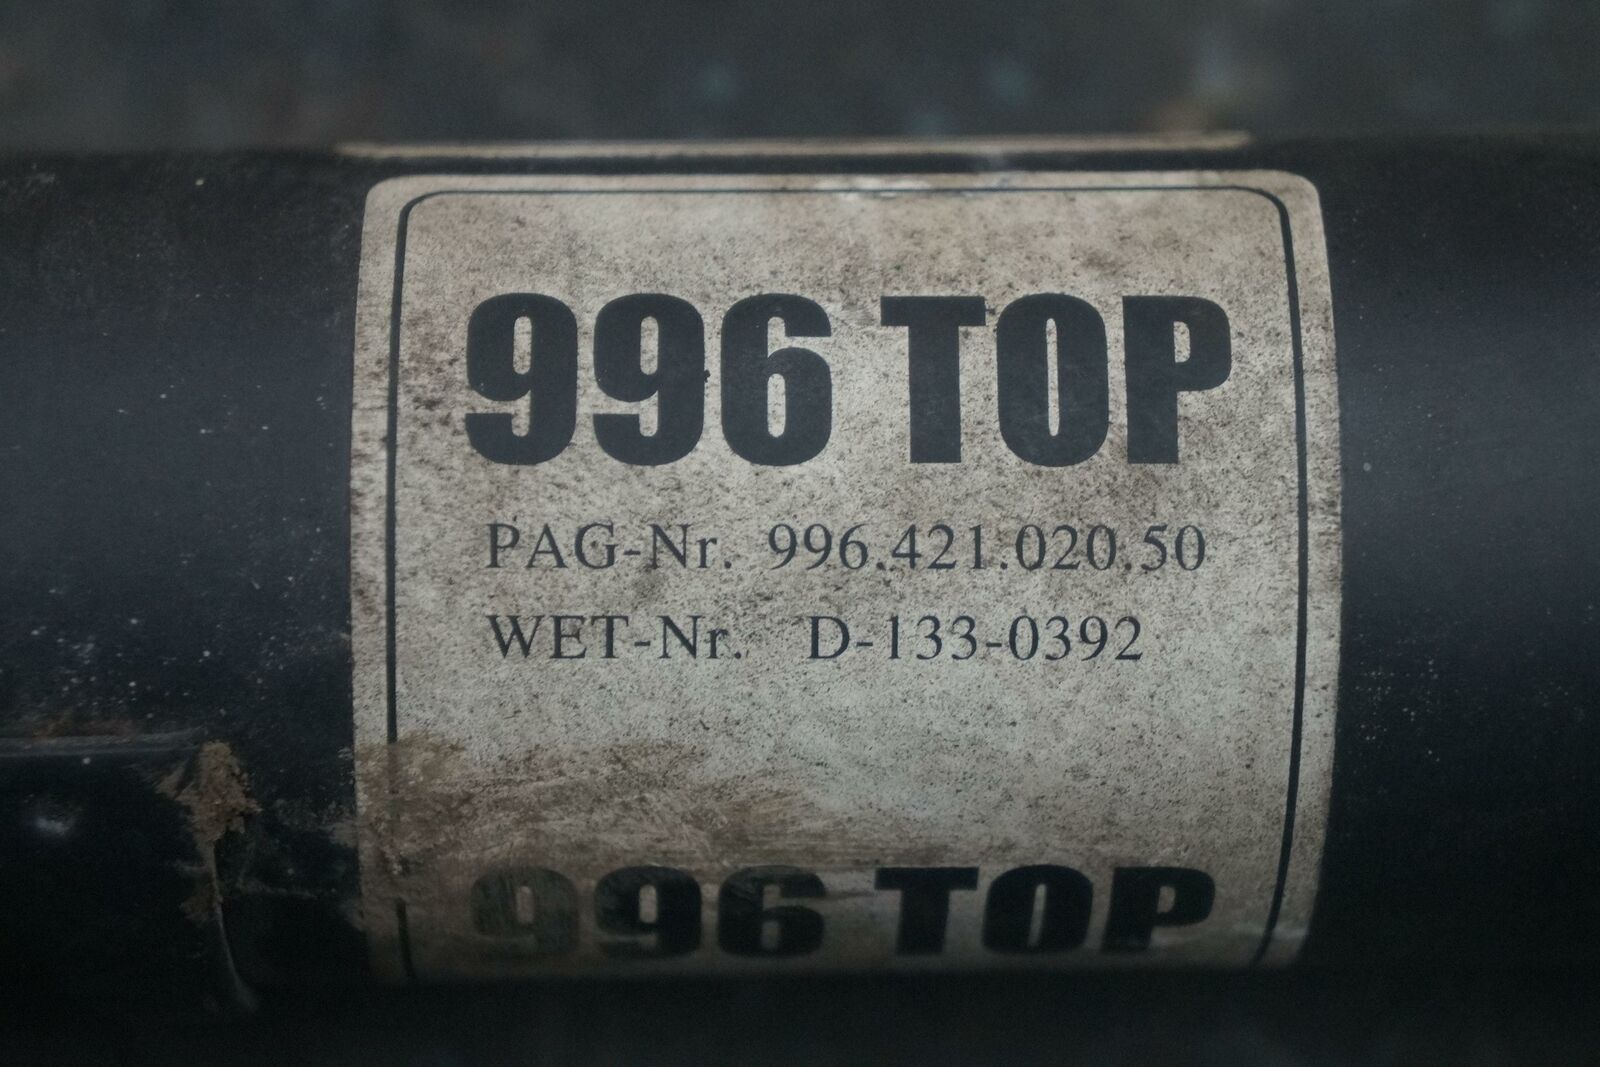 996 TOP
PAG-Nr. 996.421.020.50
WET-Nr. D-133-0392
996 TOP